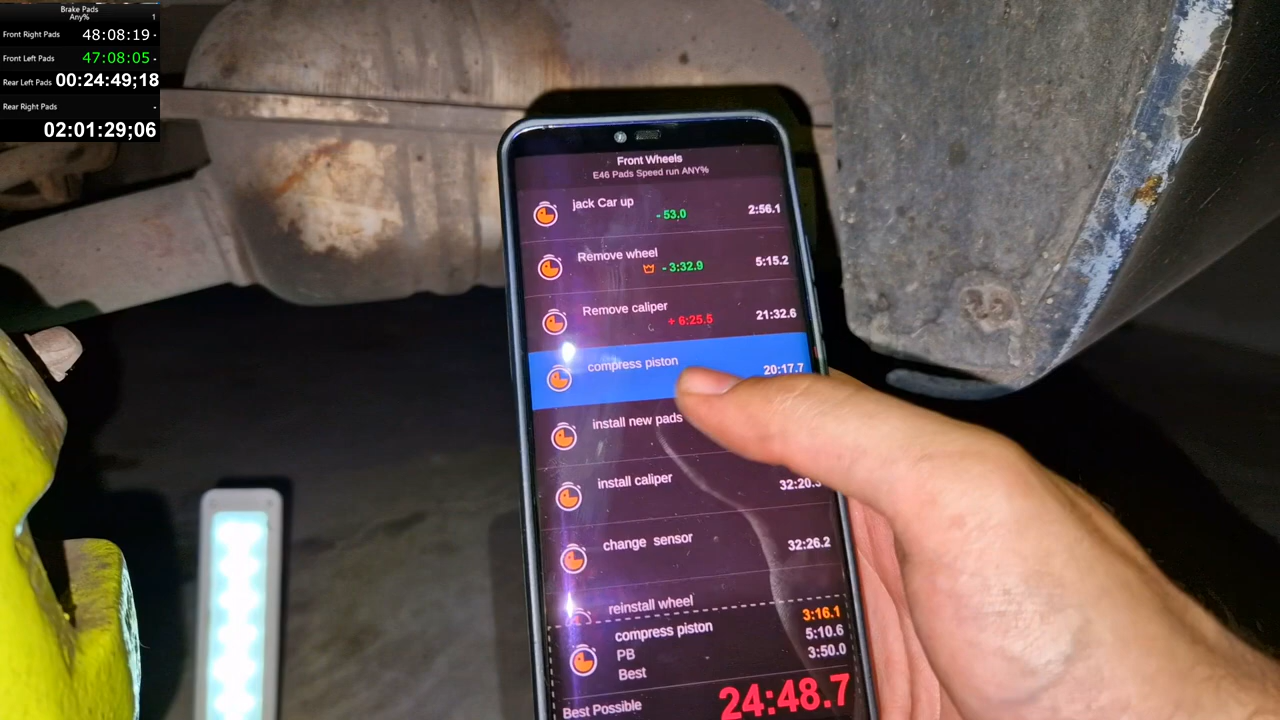 Brake Pads
Any% 1
Front Right Pads 48:08:19 -
Front Left Pads 47:08:05 -
Rear Left Pads 00:24:49;18
Rear Right Pads -
02:01:29;06
Front Wheels
E46 Pads Speed run ANY%
jack Car up
- 53.0 2:56.1
Remove wheel
- 3:32.9 5:15.2
Remove caliper
+ 6:25.5 21:32.6
compress piston 20:17.7
install new pads
install caliper 32:20.3
change sensor 32:26.2
reinstall wheel
compress piston 3:16.1
PB 5:10.6
Best 3:50.0
Best Possible 24:48.7